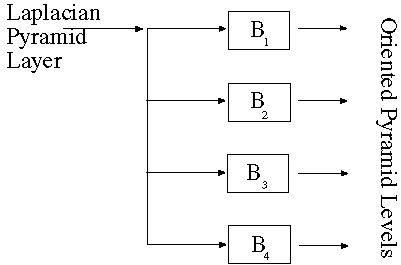 Laplacian
Pyramid
Layer
B1
B2
B3
B4
Oriented Pyramid Levels